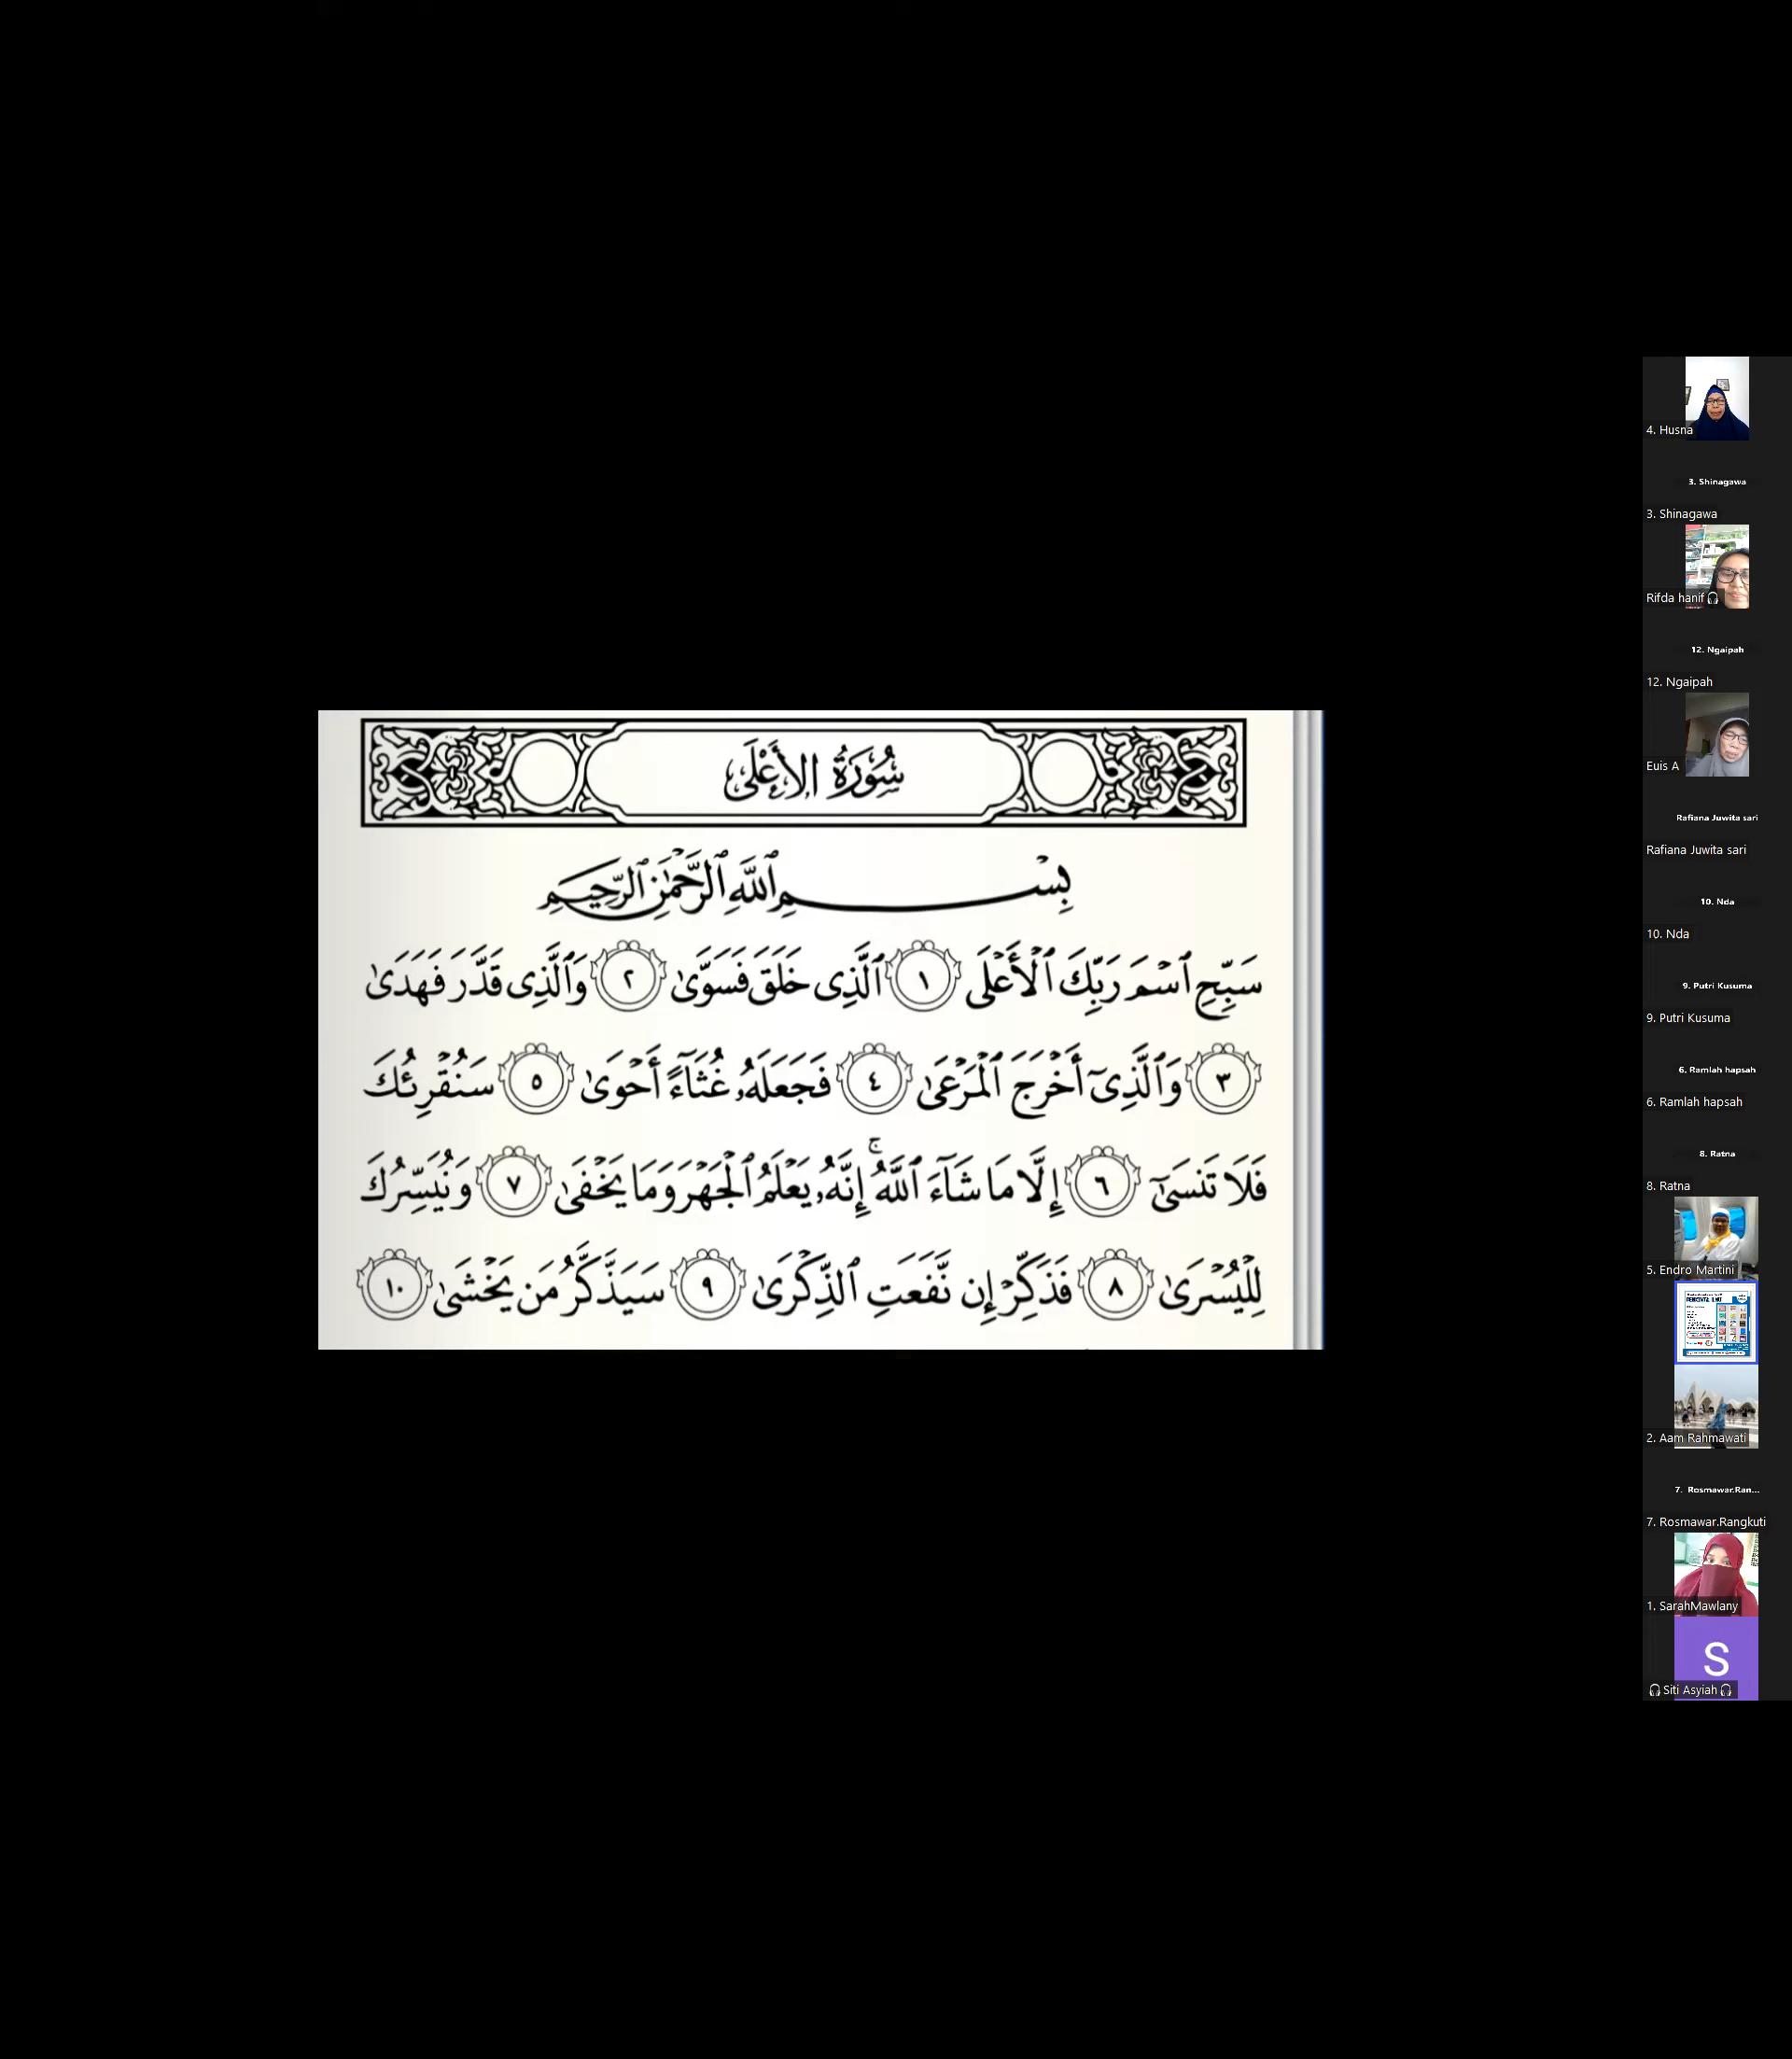 سُورَةُ الأَعْلَى
بِسْمِ ٱللَّهِ ٱلرَّحْمَٰنِ ٱلرَّحِيمِ
سَبِّحِ ٱسْمَ رَبِّكَ ٱلْأَعْلَى ١ ٱلَّذِى خَلَقَ فَسَوَّىٰ ٢ وَٱلَّذِى قَدَّرَ فَهَدَىٰ
٣ وَٱلَّذِىٓ أَخْرَجَ ٱلْمَرْعَىٰ ٤ فَجَعَلَهُۥ غُثَآءً أَحْوَىٰ ٥ سَنُقْرِئُكَ
فَلَا تَنسَىٰٓ ٦ إِلَّا مَا شَآءَ ٱللَّهُ ۚ إِنَّهُۥ يَعْلَمُ ٱلْجَهْرَ وَمَا يَخْفَىٰ ٧ وَنُيَسِّرُكَ
لِلْيُسْرَىٰ ٨ فَذَكِّرْ إِن نَّفَعَتِ ٱلذِّكْرَىٰ ٩ سَيَذَّكَّرُ مَن يَخْشَىٰ ١٠
4. Husna
3. Shinagawa
3. Shinagawa
Rifda hanif
12. Ngaipah
12. Ngaipah
Euis A
Rafiana Juwita sari
Rafiana Juwita sari
10. Nda
10. Nda
9. Putri Kusuma
9. Putri Kusuma
6. Ramlah hapsah
6. Ramlah hapsah
8. Ratna
8. Ratna
5. Endro Martini
2. Aam Rahmawati
7. Rosmawar.Ran...
7. Rosmawar.Rangkuti
1. SarahMawlany
S
Siti Asyiah